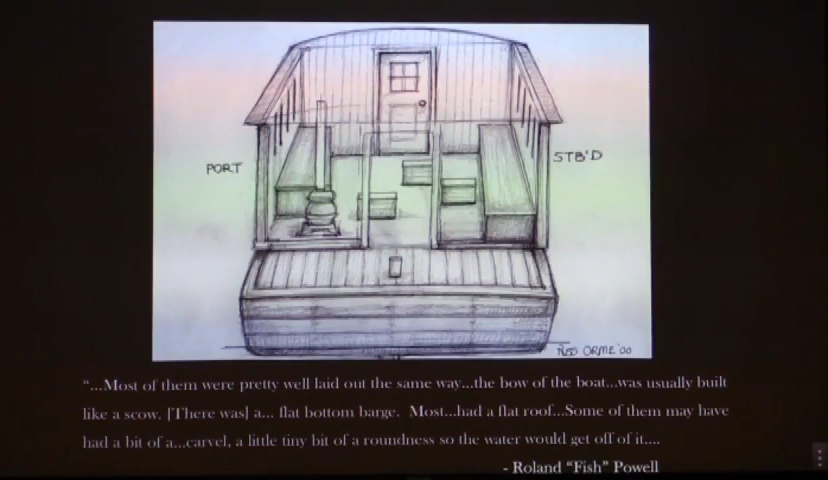 PORT
STB'D
ORME '00
"...Most of them were pretty well laid out the same way...the bow of the boat...was usually built
like a scow. [There was] a... flat bottom barge. Most...had a flat roof...Some of them may have
had a bit of a...carvel, a little tiny bit of a roundness so the water would get off of it....
- Roland "Fish" Powell